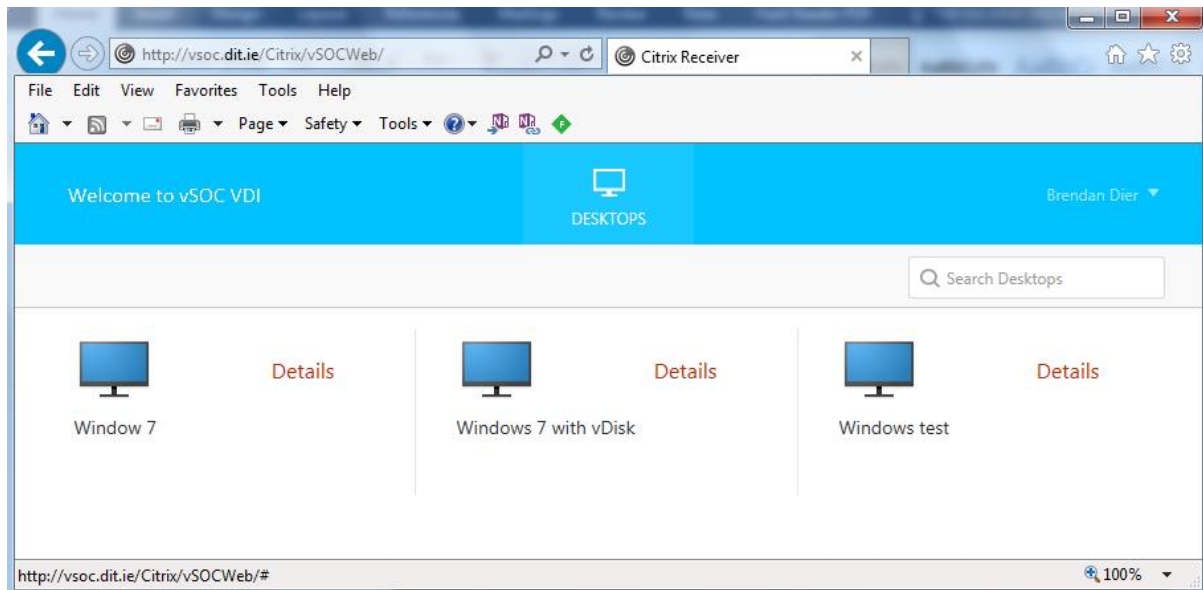 http://vsoc.dit.ie/Citrix/vSOCWeb/
Citrix Receiver
File Edit View Favorites Tools Help
Page Safety Tools
Welcome to vSOC VDI
DESKTOPS
Brendan Dier
Search Desktops
Details
Details
Details
Window 7
Windows 7 with vDisk
Windows test
http://vsoc.dit.ie/Citrix/vSOCWeb/#
100%